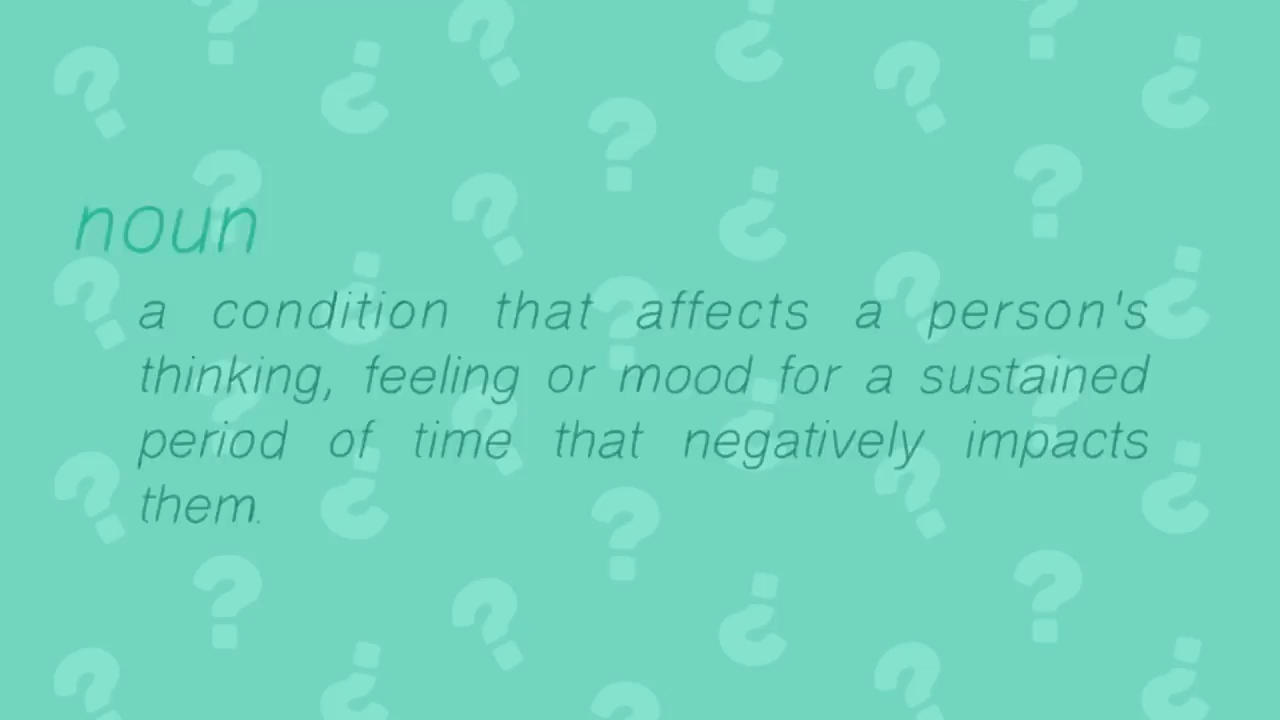 noun
a condition that affects a person's
thinking, feeling or mood for a sustained
period of time that negatively impacts
them.